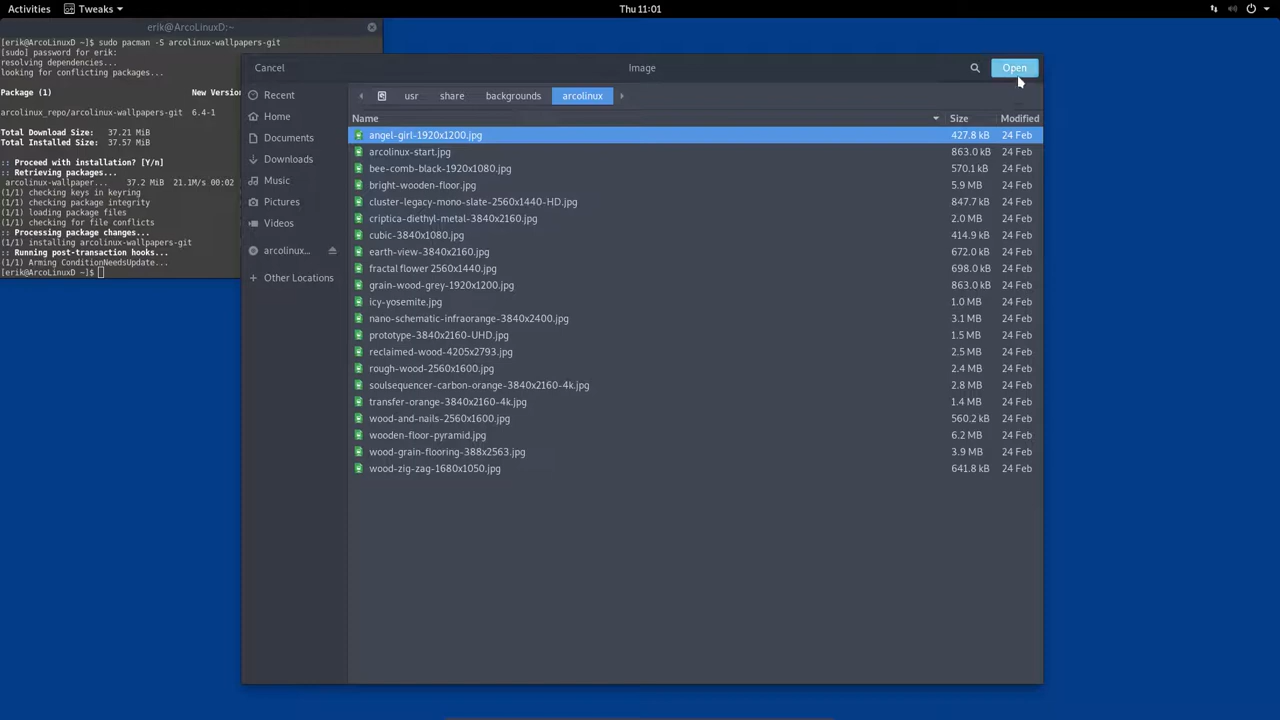 Activities Tweaks Thu 11:01
erik@ArcoLinuxD:~
[erik@ArcoLinuxD ~]$ sudo pacman -S arcolinux-wallpapers-git
[sudo] password for erik:
resolving dependencies...
looking for conflicting packages...
Package (1) New Version
arcolinux_repo/arcolinux-wallpapers-git 6.4-1
Total Download Size: 37.21 MiB
Total Installed Size: 37.57 MiB
:: Proceed with installation? [Y/n]
:: Retrieving packages...
arcolinux-wallpaper... 37.2 MiB 21.1M/s 00:02
(1/1) checking keys in keyring
(1/1) checking package integrity
(1/1) loading package files
(1/1) checking for file conflicts
:: Processing package changes...
(1/1) installing arcolinux-wallpapers-git
:: Running post-transaction hooks...
(1/1) Arming ConditionNeedsUpdate...
[erik@ArcoLinuxD ~]$
Cancel Image Open
Recent
Home
Documents
Downloads
Music
Pictures
Videos
arcolinux...
Other Locations
usr share backgrounds arcolinux
Name Size Modified
angel-girl-1920x1200.jpg 427.8 kB 24 Feb
arcolinux-start.jpg 863.0 kB 24 Feb
bee-comb-black-1920x1080.jpg 570.1 kB 24 Feb
bright-wooden-floor.jpg 5.9 MB 24 Feb
cluster-legacy-mono-slate-2560x1440-HD.jpg 847.7 kB 24 Feb
criptica-diethyl-metal-3840x2160.jpg 2.0 MB 24 Feb
cubic-3840x1080.jpg 414.9 kB 24 Feb
earth-view-3840x2160.jpg 672.0 kB 24 Feb
fractal flower 2560x1440.jpg 698.0 kB 24 Feb
grain-wood-grey-1920x1200.jpg 863.0 kB 24 Feb
icy-yosemite.jpg 1.0 MB 24 Feb
nano-schematic-infraorange-3840x2400.jpg 3.1 MB 24 Feb
prototype-3840x2160-UHD.jpg 1.5 MB 24 Feb
reclaimed-wood-4205x2793.jpg 2.5 MB 24 Feb
rough-wood-2560x1600.jpg 2.4 MB 24 Feb
soulsequencer-carbon-orange-3840x2160-4k.jpg 2.8 MB 24 Feb
transfer-orange-3840x2160-4k.jpg 1.4 MB 24 Feb
wood-and-nails-2560x1600.jpg 560.2 kB 24 Feb
wooden-floor-pyramid.jpg 6.2 MB 24 Feb
wood-grain-flooring-388x2563.jpg 3.9 MB 24 Feb
wood-zig-zag-1680x1050.jpg 641.8 kB 24 Feb